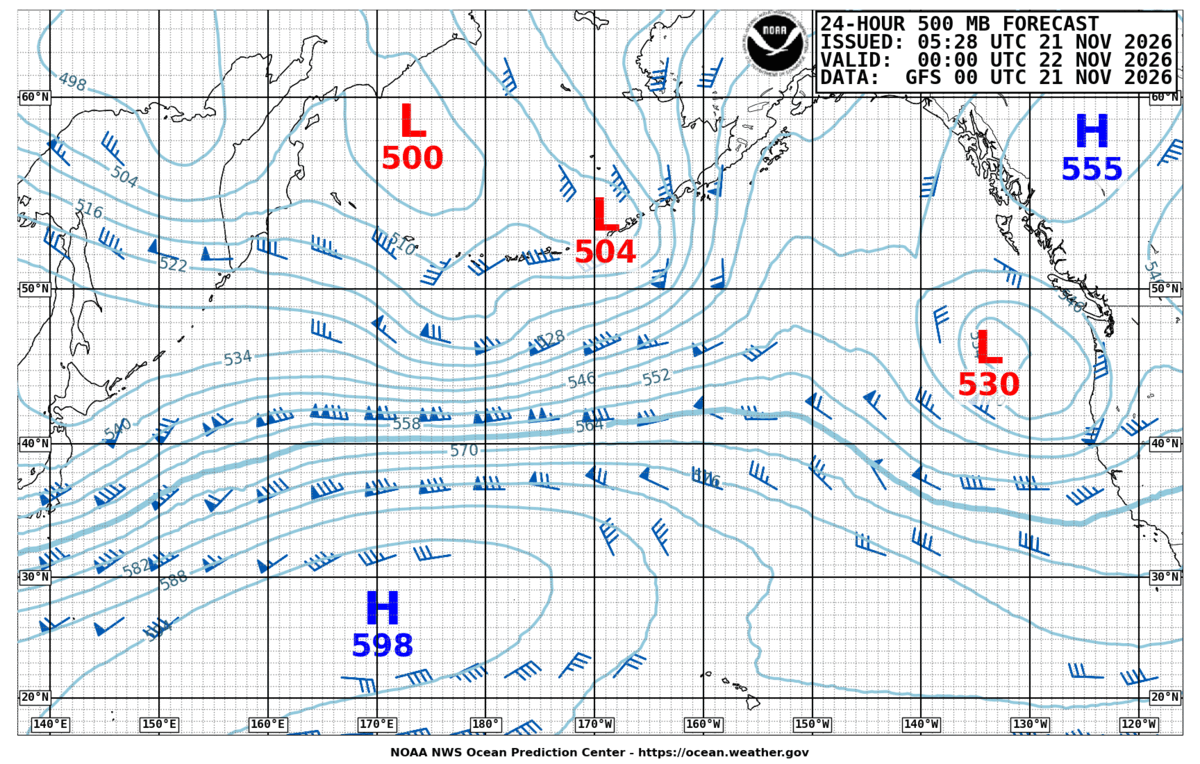 24-HOUR 500 MB FORECAST
ISSUED: 05:28 UTC 21 NOV 2026
VALID: 00:00 UTC 22 NOV 2026
DATA: GFS 00 UTC 21 NOV 2026
NOAA
498
60°N
60°N
L
500
H
555
504
516
L
504
510
522
50°N
50°N
540
528
534
L
530
546
552
540
558
564
40°N
40°N
570
576
582
588
30°N
30°N
H
598
594
20°N
20°N
140°E
150°E
160°E
170°E
180°
170°W
160°W
150°W
140°W
130°W
120°W
NOAA NWS Ocean Prediction Center - https://ocean.weather.gov